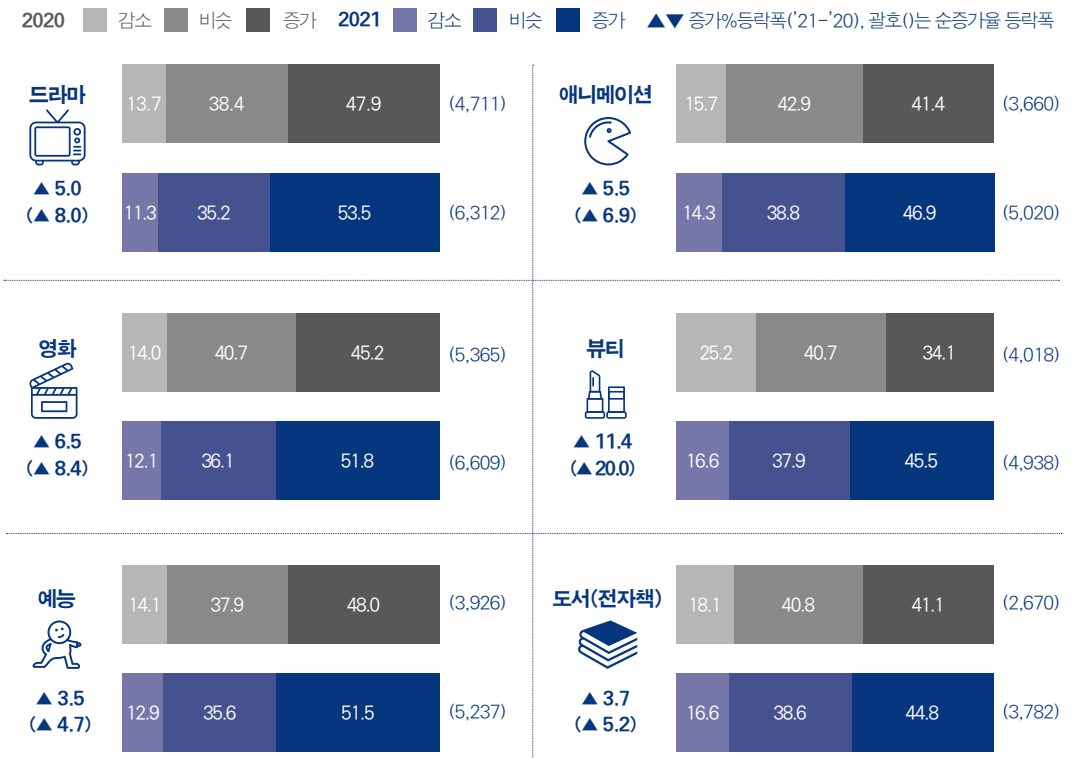 2020 감소 비슷 증가 2021 감소 비슷 증가 ▲▼ 증가%등락폭('21-'20), 괄호()는 순증가율 등락폭
드라마
13.7 38.4 47.9 (4,711)
▲ 5.0
(▲ 8.0)
11.3 35.2 53.5 (6,312)
애니메이션
15.7 42.9 41.4 (3,660)
▲ 5.5
(▲ 6.9)
14.3 38.8 46.9 (5,020)
영화
14.0 40.7 45.2 (5,365)
▲ 6.5
(▲ 8.4)
12.1 36.1 51.8 (6,609)
뷰티
25.2 40.7 34.1 (4,018)
▲ 11.4
(▲ 20.0)
16.6 37.9 45.5 (4,938)
예능
14.1 37.9 48.0 (3,926)
▲ 3.5
(▲ 4.7)
12.9 35.6 51.5 (5,237)
도서(전자책)
18.1 40.8 41.1 (2,670)
▲ 3.7
(▲ 5.2)
16.6 38.6 44.8 (3,782)